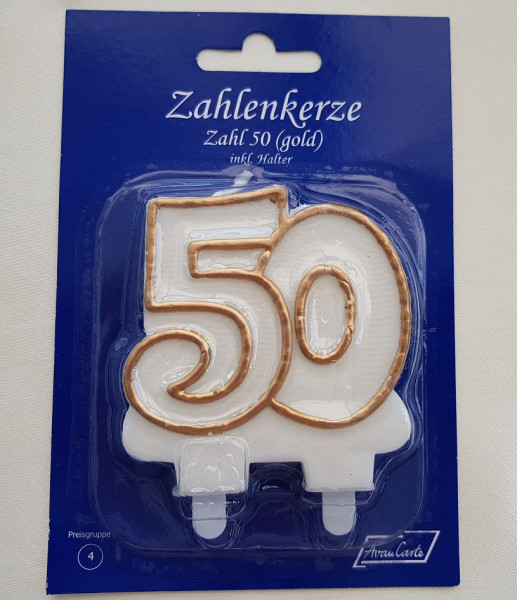 Zahlenkerze
Zahl 50 (gold)
inkl. Halter
50
Preisgruppe
4
AvanCarte